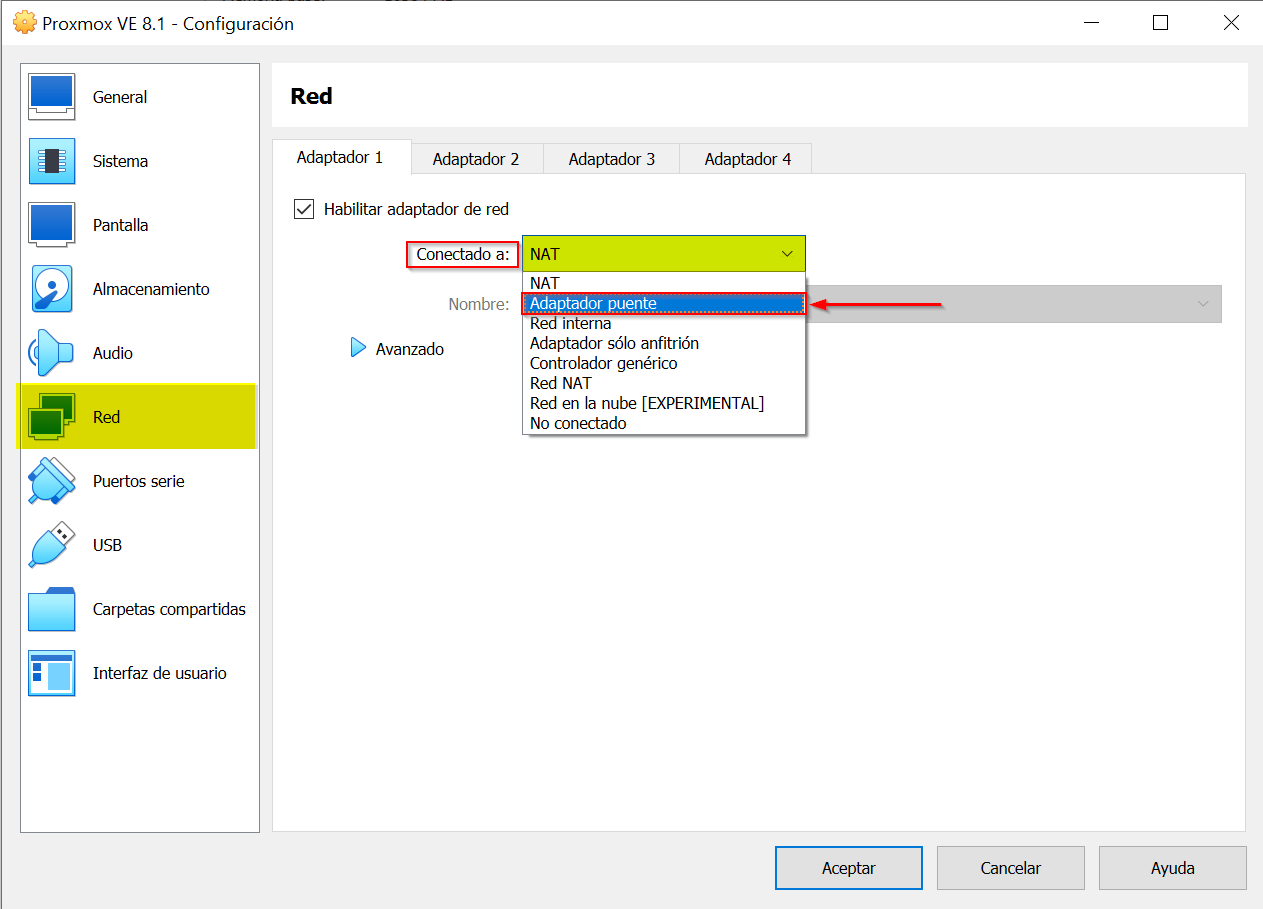 Proxmox VE 8.1 - Configuración
General
Sistema
Pantalla
Almacenamiento
Audio
Red
Puertos serie
USB
Carpetas compartidas
Interfaz de usuario
Red
Adaptador 1
Adaptador 2
Adaptador 3
Adaptador 4
Habilitar adaptador de red
Conectado a:
NAT
NAT
Adaptador puente
Red interna
Adaptador sólo anfitrión
Controlador genérico
Red NAT
Red en la nube [EXPERIMENTAL]
No conectado
Nombre:
Avanzado
Aceptar
Cancelar
Ayuda